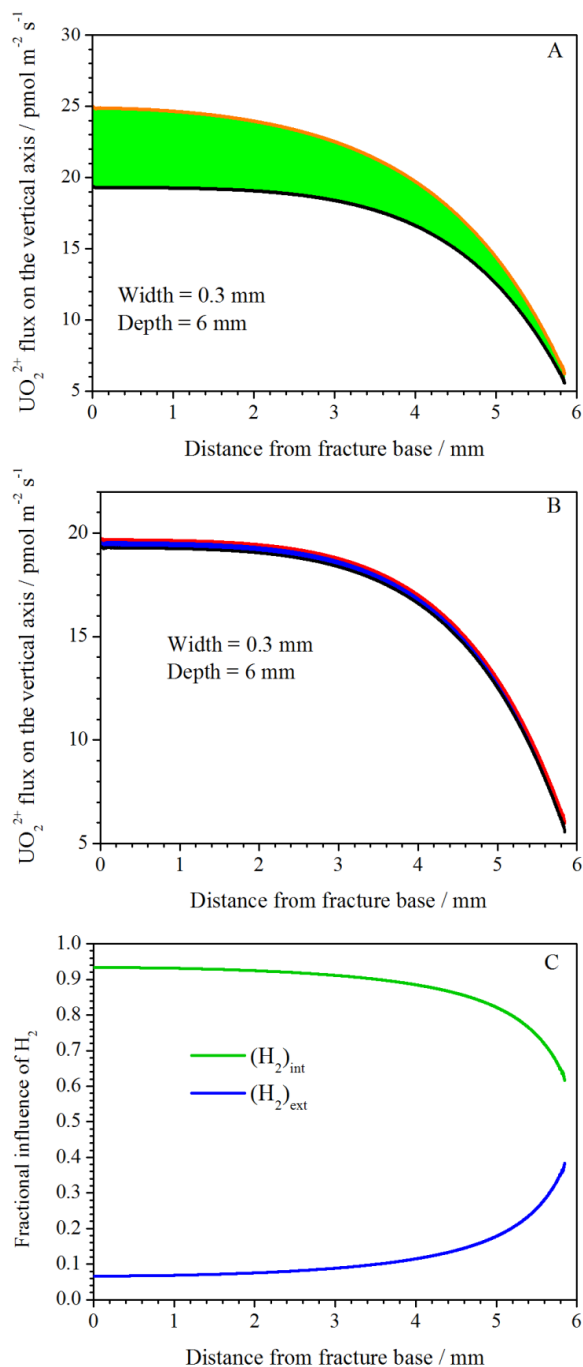 A
UO₂²⁺ flux on the vertical axis / pmol m⁻² s⁻¹
30
25
20
15
10
5
Width = 0.3 mm
Depth = 6 mm
0 1 2 3 4 5 6
Distance from fracture base / mm
B
UO₂²⁺ flux on the vertical axis / pmol m⁻² s⁻¹
20
15
10
5
Width = 0.3 mm
Depth = 6 mm
0 1 2 3 4 5 6
Distance from fracture base / mm
C
Fractional influence of H₂
1.0
0.9
0.8
0.7
0.6
0.5
0.4
0.3
0.2
0.1
0.0
(H₂)int
(H₂)ext
0 1 2 3 4 5 6
Distance from fracture base / mm